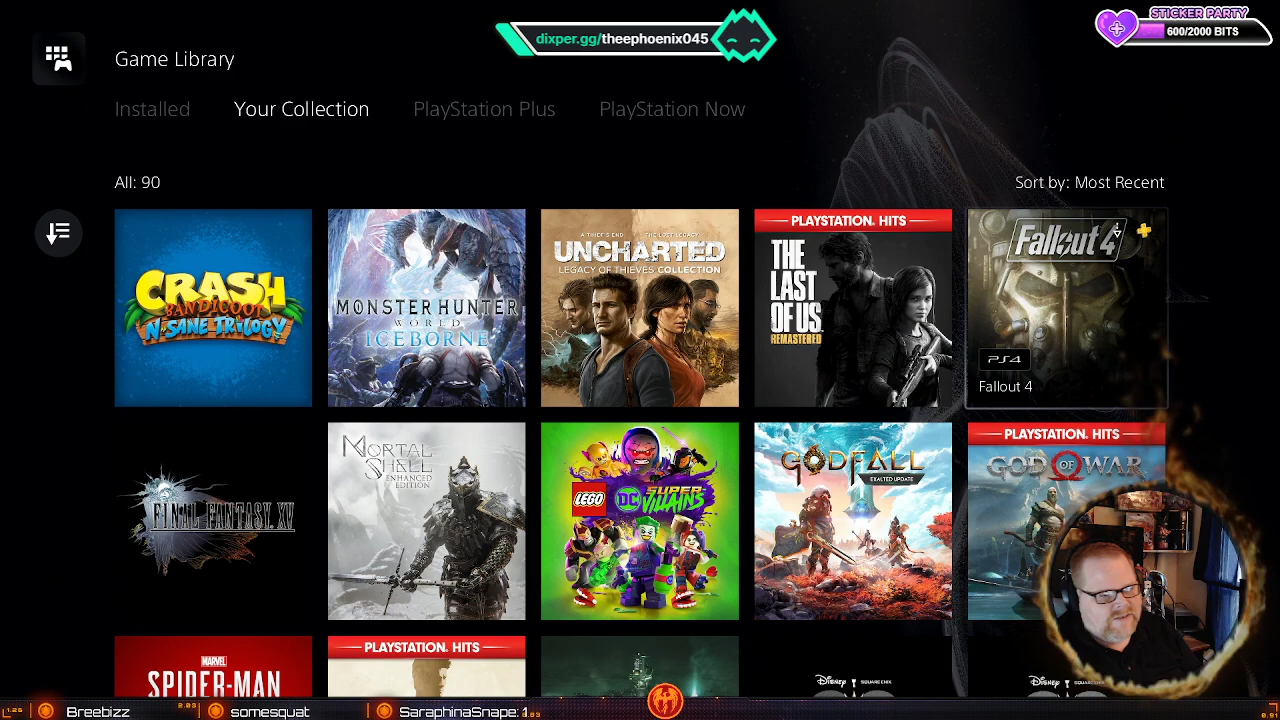 dixper.gg/theephoenix045
STICKER PARTY
600/2000 BITS
Game Library
Installed
Your Collection
PlayStation Plus
PlayStation Now
All: 90
Sort by: Most Recent
CRASH
BANDICOOT
N. SANE TRILOGY
MONSTER HUNTER
WORLD
ICEBORNE
A THIEF'S END THE LOST LEGACY
UNCHARTED
LEGACY OF THIEVES COLLECTION
PLAYSTATION HITS
THE
LAST
OF US
REMASTERED
Fallout 4
PS4
Fallout 4
FINAL FANTASY XV
MORTAL
SHELL
ENHANCED
EDITION
LEGO DC SUPER
VILLAINS
GODFALL
EXALTED UPDATE
PLAYSTATION HITS
GOD OF WAR
MARVEL
SPIDER-MAN
PLAYSTATION HITS
Disney SQUARE ENIX
Disney
Breebizz
somesquat
SaraphinaSnape: 1